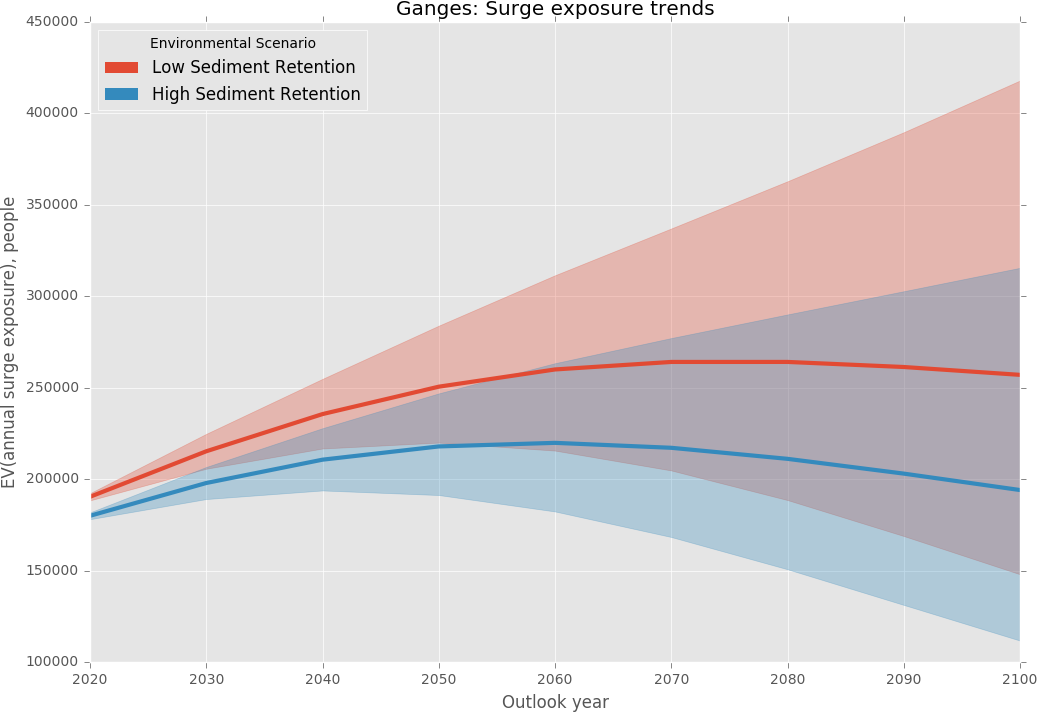 Ganges: Surge exposure trends
Environmental Scenario
Low Sediment Retention
High Sediment Retention
EV(annual surge exposure), people
450000
400000
350000
300000
250000
200000
150000
100000
2020 2030 2040 2050 2060 2070 2080 2090 2100
Outlook year